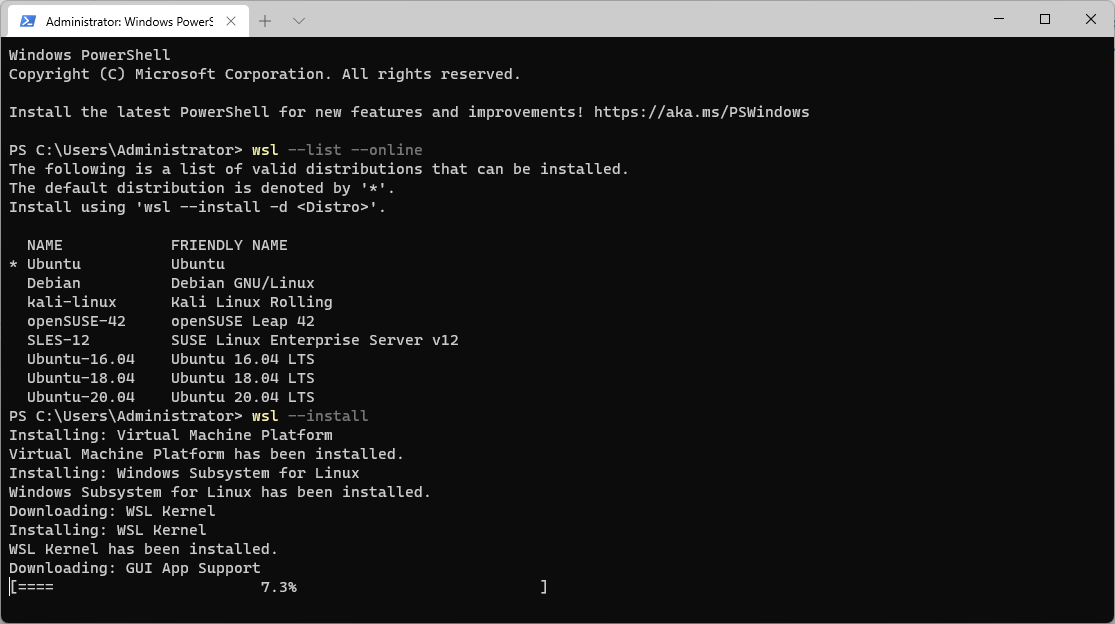 Administrator: Windows PowerS
Windows PowerShell
Copyright (C) Microsoft Corporation. All rights reserved.
Install the latest PowerShell for new features and improvements! https://aka.ms/PSWindows
PS C:\Users\Administrator> wsl --list --online
The following is a list of valid distributions that can be installed.
The default distribution is denoted by '*'.
Install using 'wsl --install -d <Distro>'.
NAME FRIENDLY NAME
* Ubuntu Ubuntu
Debian Debian GNU/Linux
kali-linux Kali Linux Rolling
openSUSE-42 openSUSE Leap 42
SLES-12 SUSE Linux Enterprise Server v12
Ubuntu-16.04 Ubuntu 16.04 LTS
Ubuntu-18.04 Ubuntu 18.04 LTS
Ubuntu-20.04 Ubuntu 20.04 LTS
PS C:\Users\Administrator> wsl --install
Installing: Virtual Machine Platform
Virtual Machine Platform has been installed.
Installing: Windows Subsystem for Linux
Windows Subsystem for Linux has been installed.
Downloading: WSL Kernel
Installing: WSL Kernel
WSL Kernel has been installed.
Downloading: GUI App Support
[==== 7.3% ]